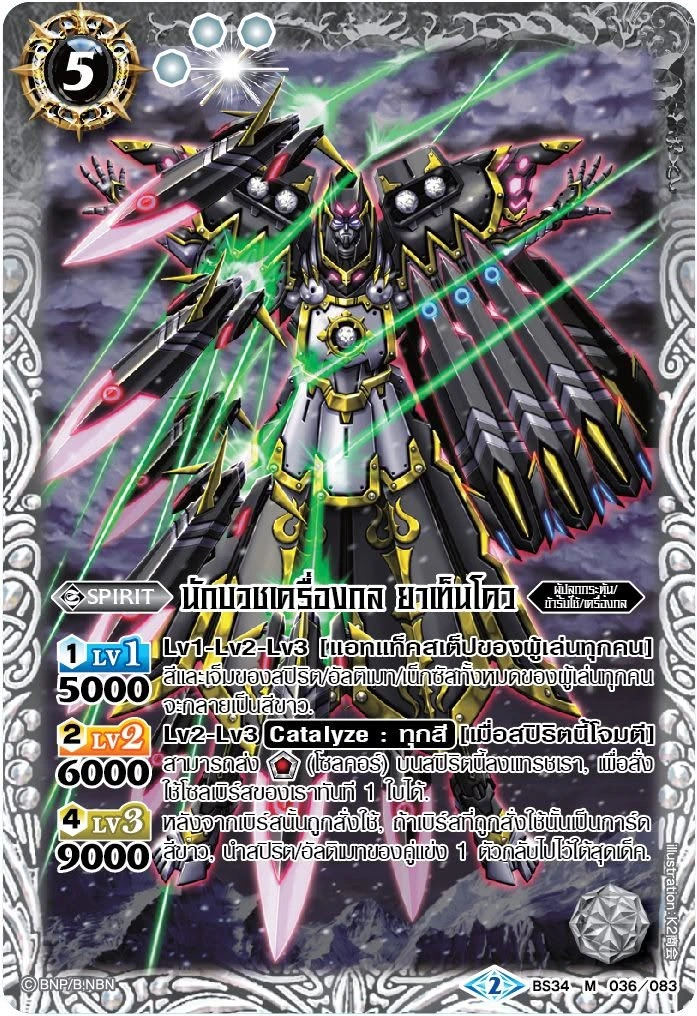 5
SPIRIT นักบวชเครื่องกล ยาเท็นโคว ผู้ปลุกกระตุ้น/
ข้ารับใช้/เครื่องกล
1 LV1 5000
Lv1-Lv2-Lv3 [แอทแท็คสเต็ปของผู้เล่นทุกคน]
สีและเจ็มของสปิริต/อัลติเมท/เน็กซัสทั้งหมดของผู้เล่นทุกคน
จะกลายเป็นสีขาว.
2 LV2 6000
Lv2-Lv3 Catalyze : ทุกสี [เมื่อสปิริตนี้โจมตี]
สามารถส่ง (โซลคอร์) บนสปิริตนี้ลงแทรชเรา, เพื่อสั่ง
ใช้โซลเบิร์สของเราทันที 1 ใบได้.
4 LV3 9000
หลังจากเบิร์สนั้นถูกสั่งใช้, ถ้าเบิร์สที่ถูกสั่งใช้นั้นเป็นการ์ด
สีขาว, นำสปิริต/อัลติเมทของคู่แข่ง 1 ตัวกลับไปไว้ใต้สุดเด็ค.
illustration:K2商会
©BNP/B:NBN
2 BS34 M 036/083